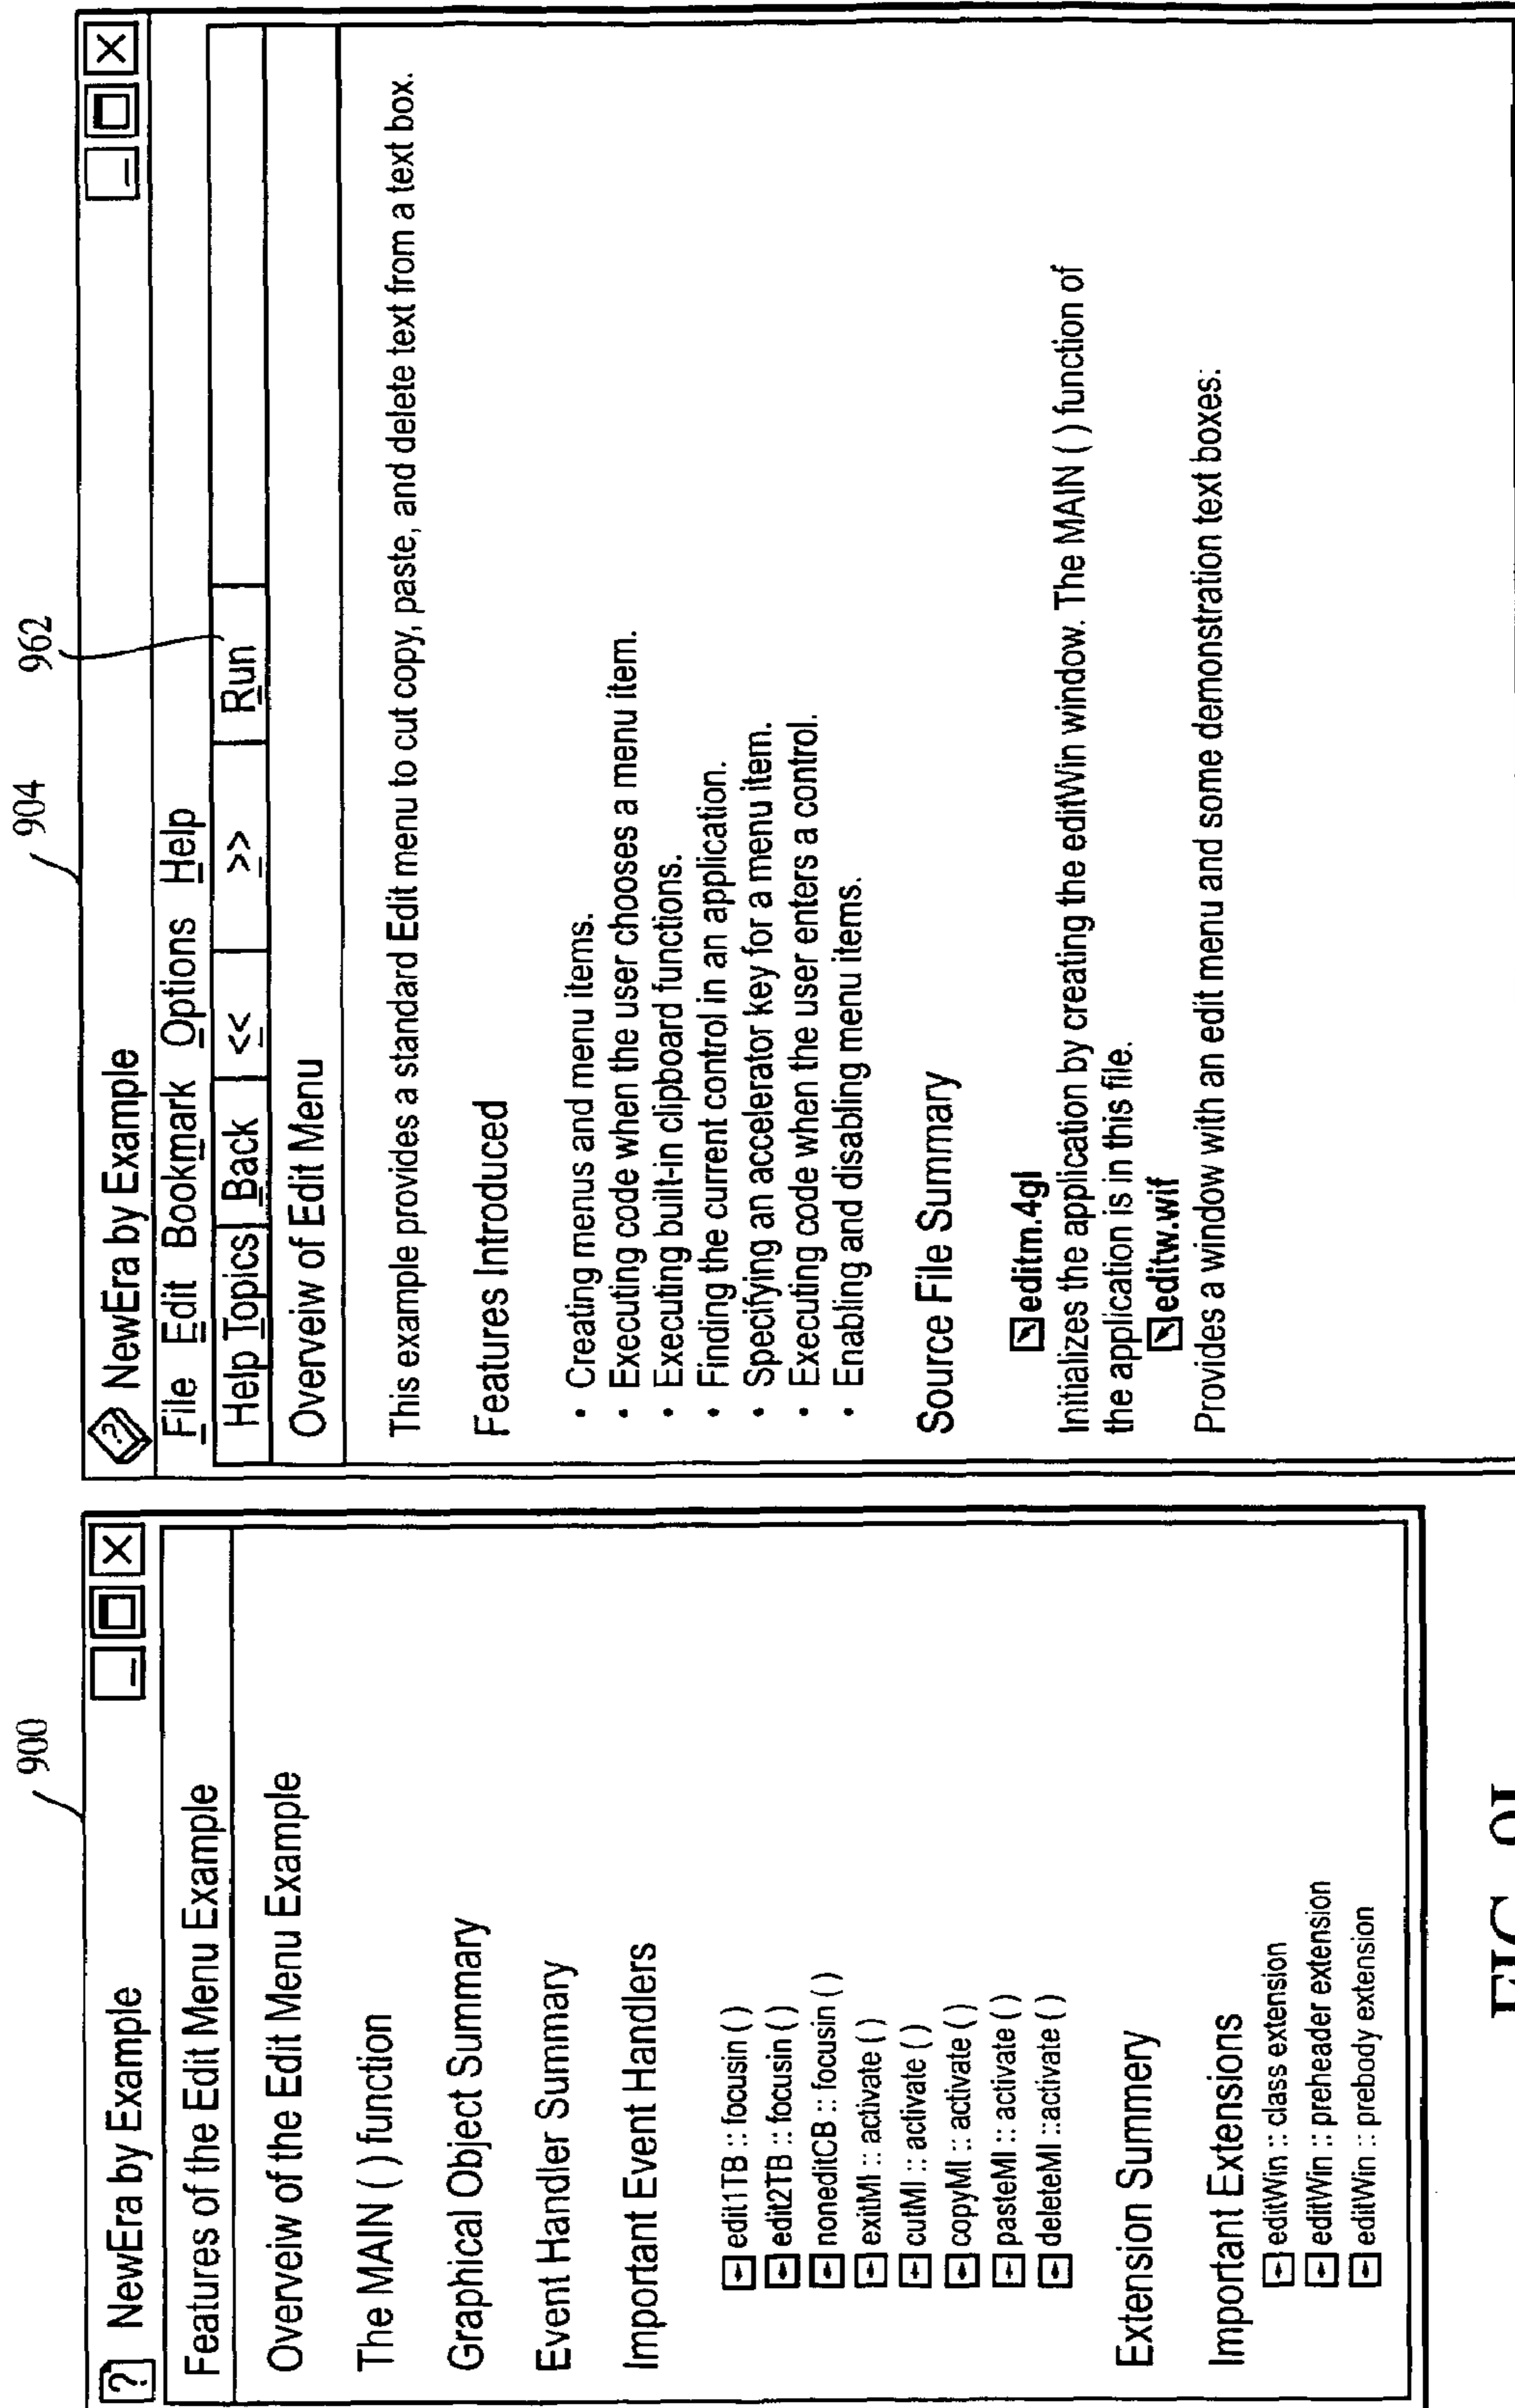 900
? NewEra by Example
Features of the Edit Menu Example
Overveiw of the Edit Menu Example
The MAIN ( ) function
Graphical Object Summary
Event Handler Summary
Important Event Handlers
edit1TB :: focusin ( )
edit2TB :: focusin ( )
noneditCB :: focusin ( )
exitMI :: activate ( )
cutMI :: activate ( )
copyMI :: activate ( )
pasteMI :: activate ( )
deleteMI ::activate ( )
Extension Summery
Important Extensions
editWin :: class extension
editWin :: preheader extension
editWin :: prebody extension
904
962
? NewEra by Example
File Edit Bookmark Options Help
Help Topics Back << >> Run
Overveiw of Edit Menu
This example provides a standard Edit menu to cut copy, paste, and delete text from a text box.
Features Introduced
• Creating menus and menu items.
• Executing code when the user chooses a menu item.
• Executing built-in clipboard functions.
• Finding the current control in an application.
• Specifying an accelerator key for a menu item.
• Executing code when the user enters a control.
• Enabling and disabling menu items.
Source File Summary
editm.4gl
Initializes the application by creating the editWin window. The MAIN ( ) function of
the application is in this file.
editw.wif
Provides a window with an edit menu and some demonstration text boxes:
FIG.